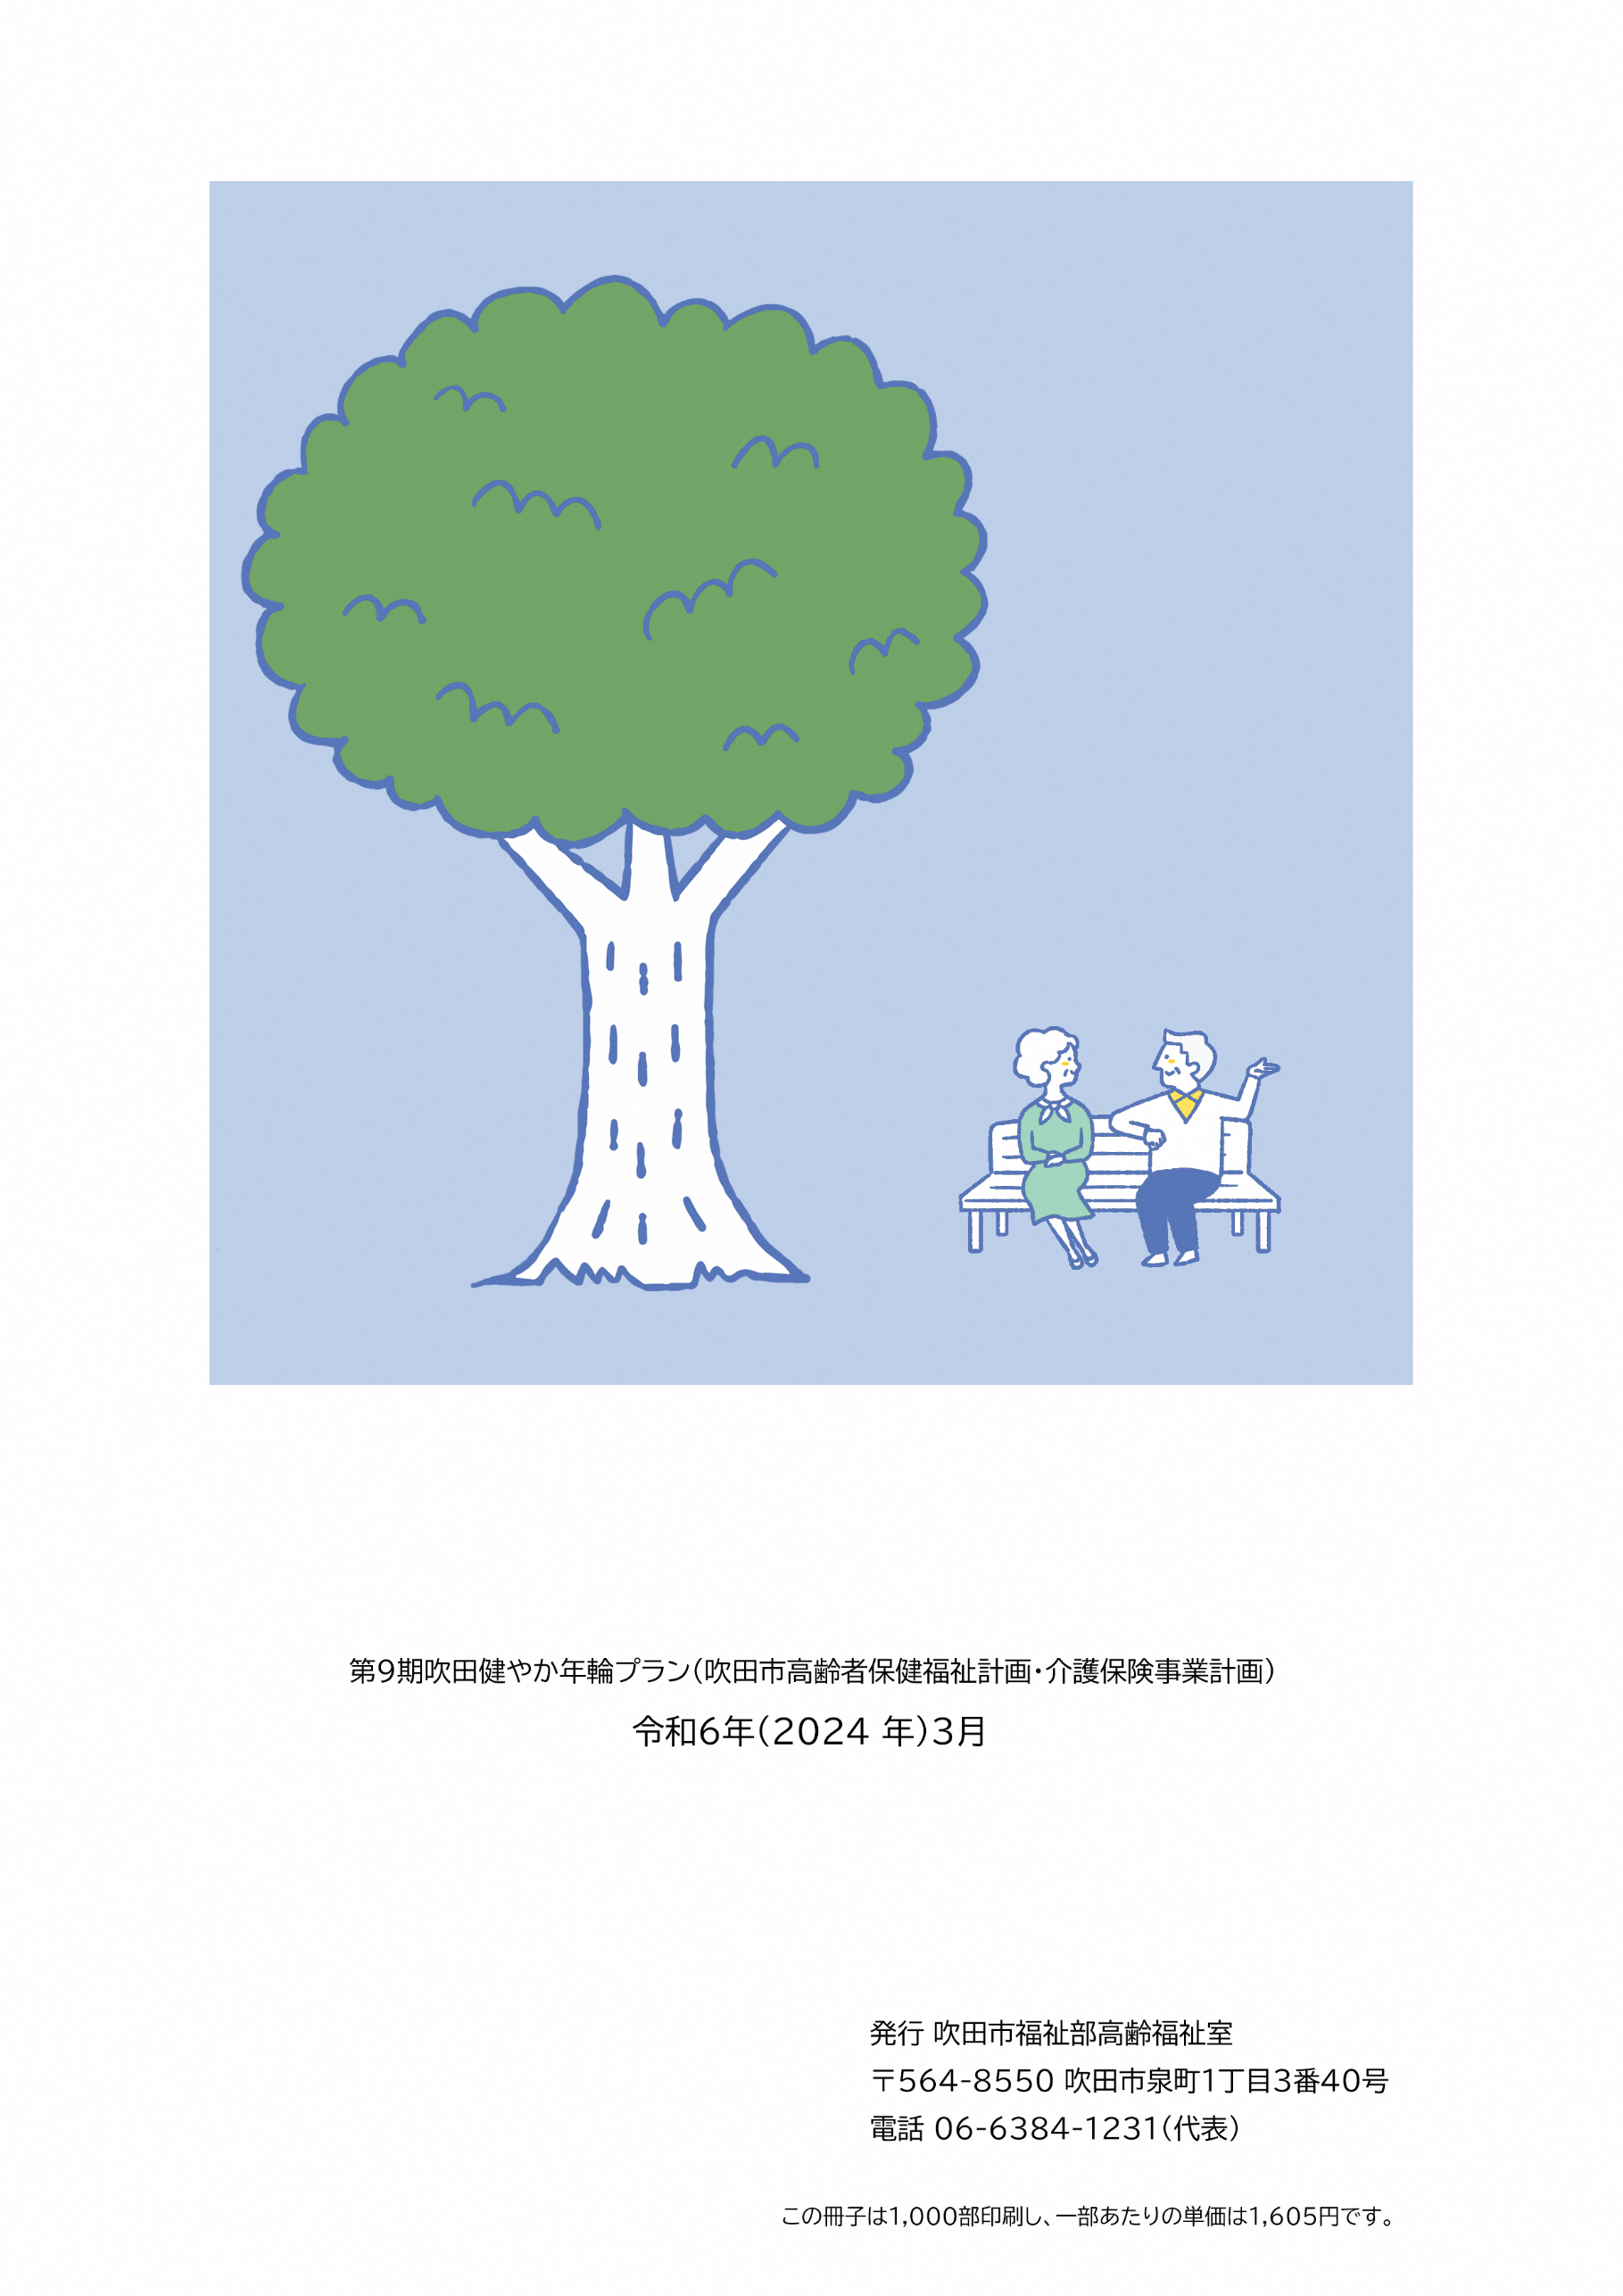 第9期吹田健やか年輪プラン(吹田市高齢者保健福祉計画・介護保険事業計画)
令和6年(2024 年)3月
発行 吹田市福祉部高齢福祉室
〒564-8550 吹田市泉町1丁目3番40号
電話 06-6384-1231(代表)
この冊子は1,000部印刷し、一部あたりの単価は1,605円です。